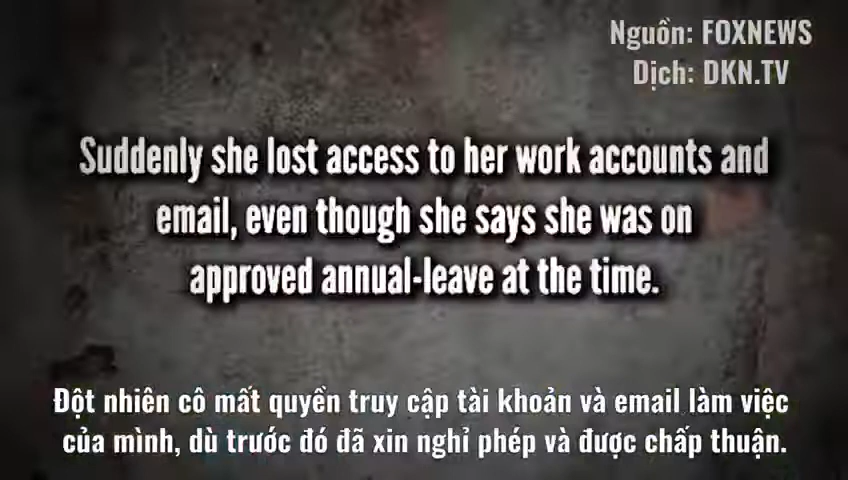 Nguồn: FOXNEWS
Dịch: DKN.TV
Suddenly she lost access to her work accounts and
email, even though she says she was on
approved annual-leave at the time.
Đột nhiên cô mất quyền truy cập tài khoản và email làm việc
của mình, dù trước đó đã xin nghỉ phép và được chấp thuận.